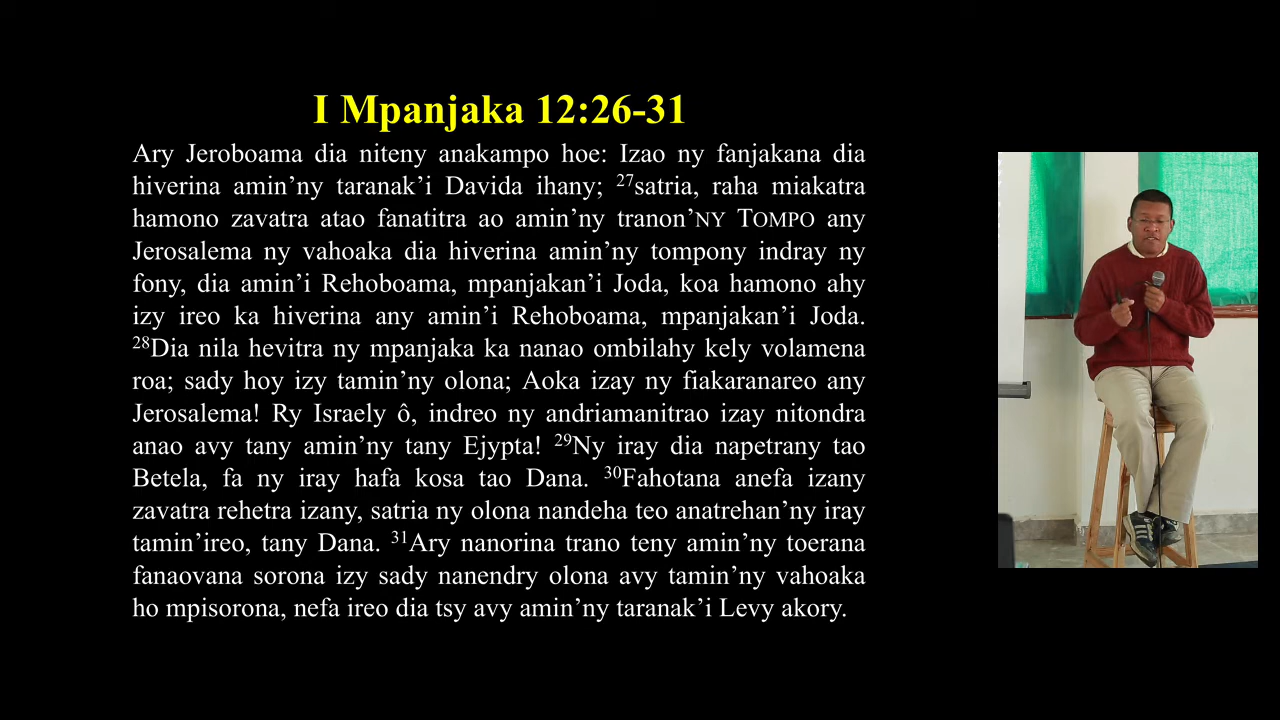 I Mpanjaka 12:26-31
Ary Jeroboama dia niteny anakampo hoe: Izao ny fanjakana dia
hiverina amin’ny taranak’i Davida ihany; ²⁷satria, raha miakatra
hamono zavatra atao fanatitra ao amin’ny tranon’NY TOMPO any
Jerosalema ny vahoaka dia hiverina amin’ny tompony indray ny
fony, dia amin’i Rehoboama, mpanjakan’i Joda, koa hamono ahy
izy ireo ka hiverina any amin’i Rehoboama, mpanjakan’i Joda.
²⁸Dia nila hevitra ny mpanjaka ka nanao ombilahy kely volamena
roa; sady hoy izy tamin’ny olona; Aoka izay ny fiakaranareo any
Jerosalema! Ry Israely ô, indreo ny andriamanitrao izay nitondra
anao avy tany amin’ny tany Ejypta! ²⁹Ny iray dia napetrany tao
Betela, fa ny iray hafa kosa tao Dana. ³⁰Fahotana anefa izany
zavatra rehetra izany, satria ny olona nandeha teo anatrehan’ny iray
tamin’ireo, tany Dana. ³¹Ary nanorina trano teny amin’ny toerana
fanaovana sorona izy sady nanendry olona avy tamin’ny vahoaka
ho mpisorona, nefa ireo dia tsy avy amin’ny taranak’i Levy akory.